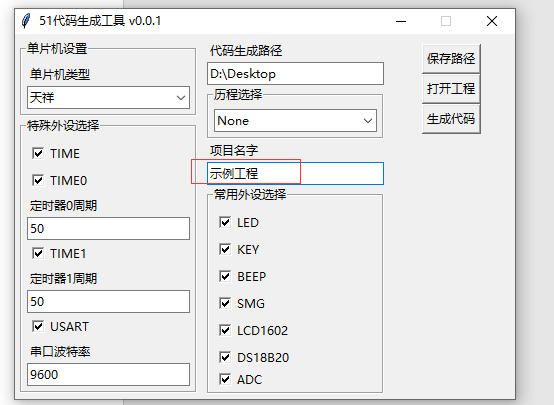 51代码生成工具 v0.0.1
单片机设置
单片机类型
天祥
特殊外设选择
TIME
TIME0
定时器0周期
50
TIME1
定时器1周期
50
USART
串口波特率
9600
代码生成路径
D:\Desktop
历程选择
None
项目名字
示例工程
常用外设选择
LED
KEY
BEEP
SMG
LCD1602
DS18B20
ADC
保存路径
打开工程
生成代码